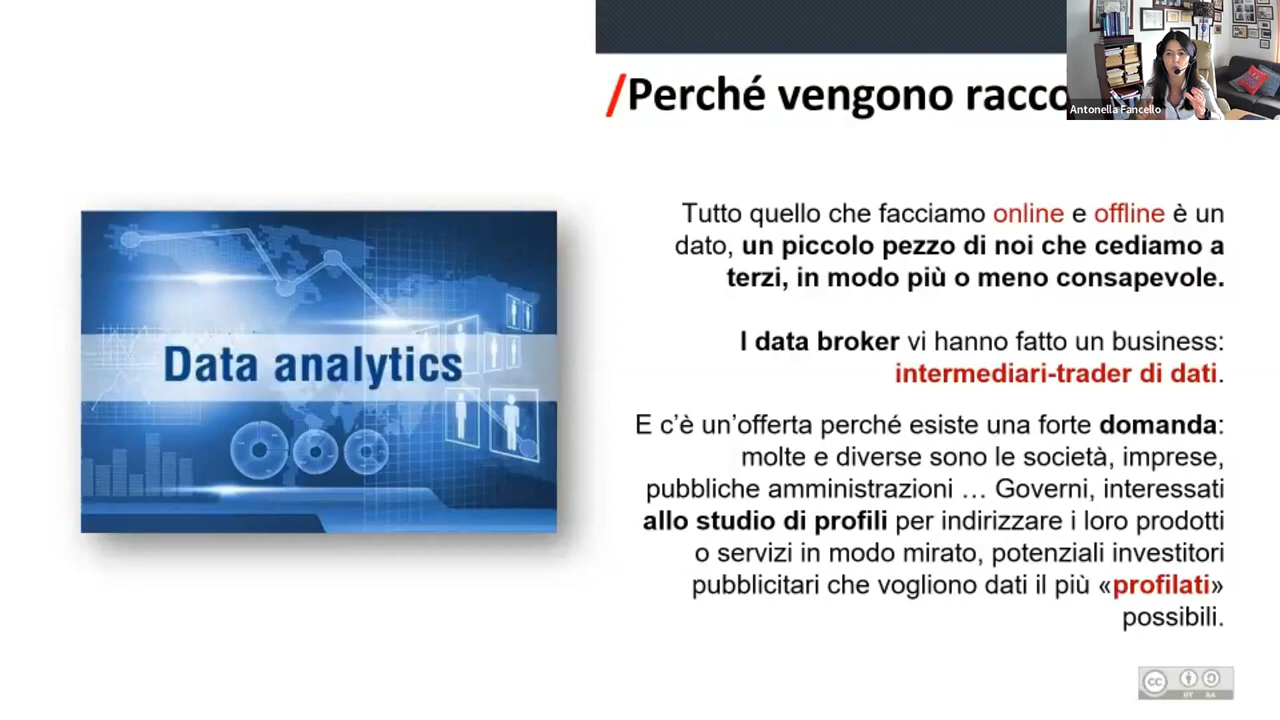 /Perché vengono racco
Antonella Fancello
Tutto quello che facciamo online e offline è un
dato, un piccolo pezzo di noi che cediamo a
terzi, in modo più o meno consapevole.
I data broker vi hanno fatto un business:
intermediari-trader di dati.
E c’è un’offerta perché esiste una forte domanda:
molte e diverse sono le società, imprese,
pubbliche amministrazioni … Governi, interessati
allo studio di profili per indirizzare i loro prodotti
o servizi in modo mirato, potenziali investitori
pubblicitari che vogliono dati il più «profilati»
possibili.
Data analytics
cc
BY SA